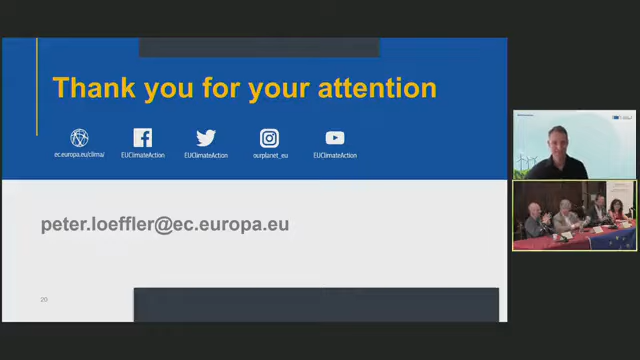 Thank you for your attention
ec.europa.eu/clima/
EUClimateAction
EUClimateAction
ourplanet_eu
EUClimateAction
peter.loeffler@ec.europa.eu
20